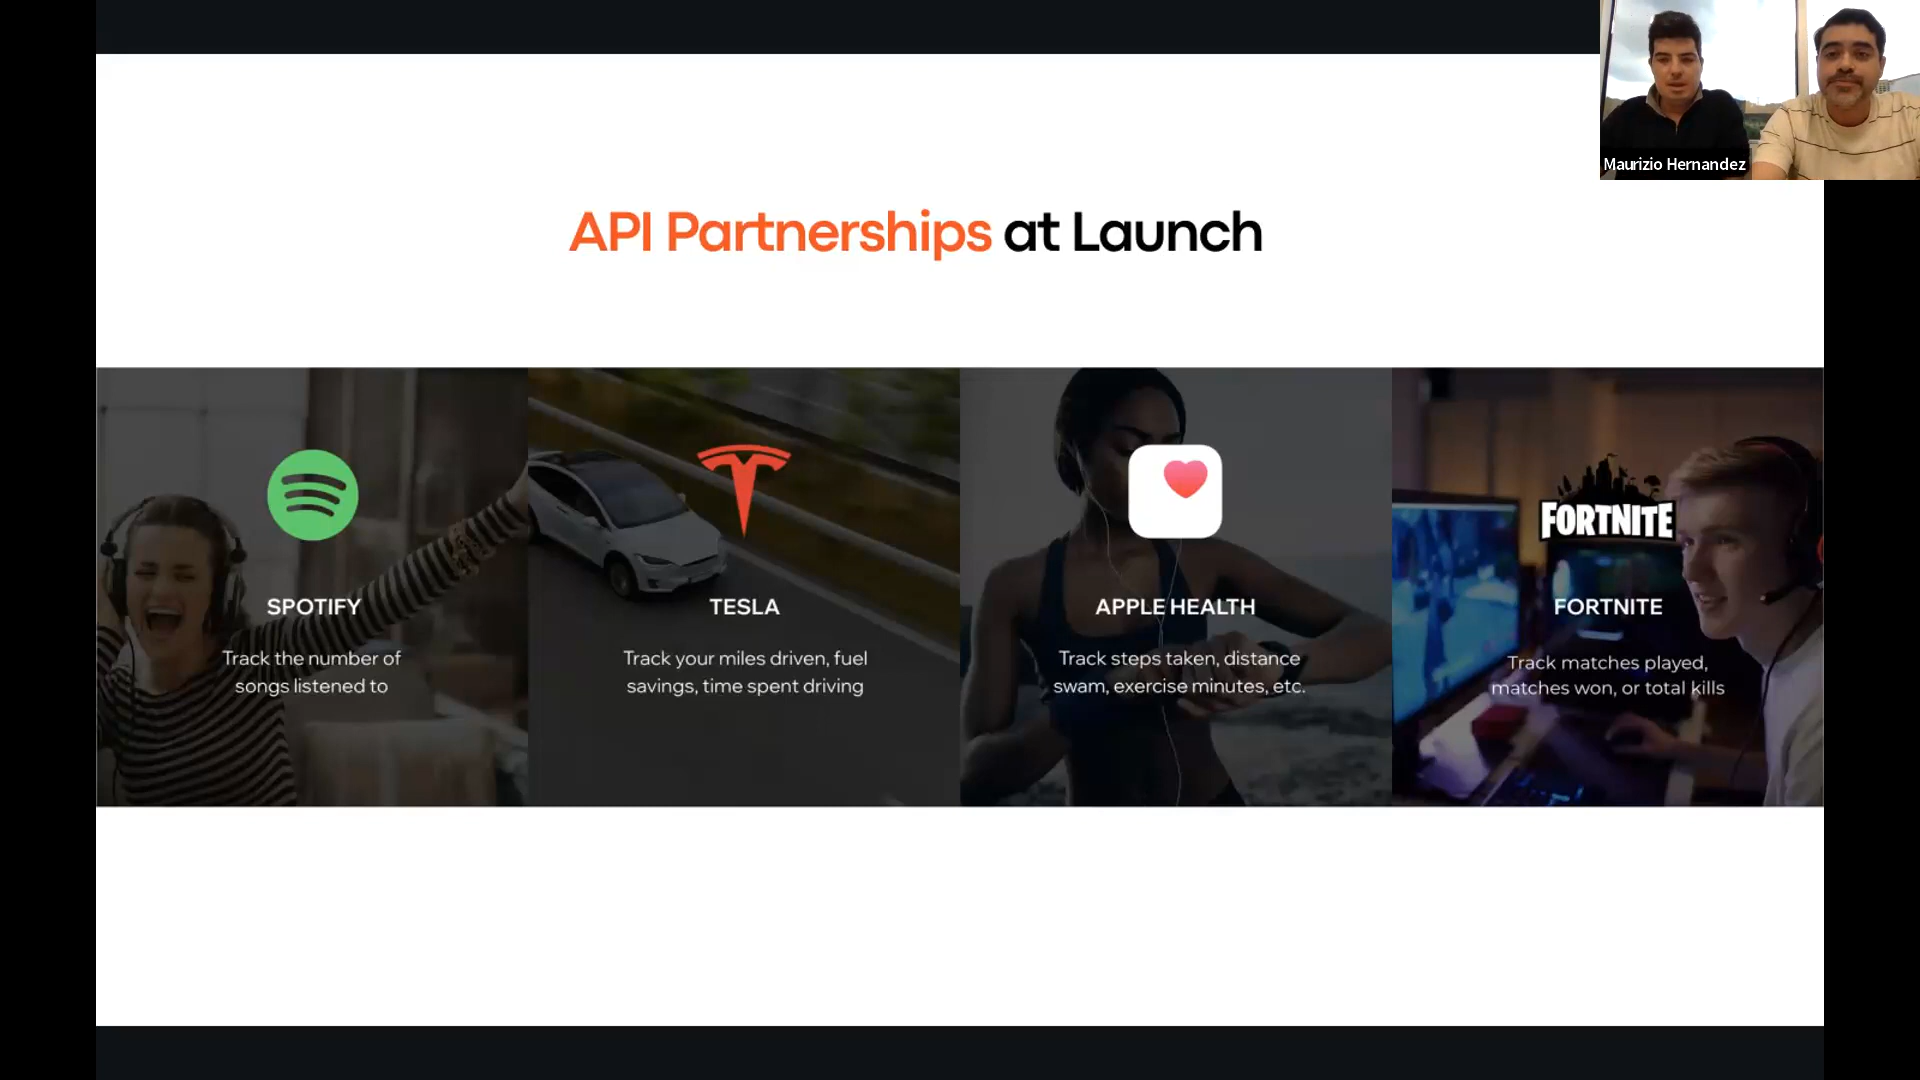 Maurizio Hernandez
API Partnerships at Launch
SPOTIFY
Track the number of
songs listened to
TESLA
Track your miles driven, fuel
savings, time spent driving
APPLE HEALTH
Track steps taken, distance
swam, exercise minutes, etc.
FORTNITE
FORTNITE
Track matches played,
matches won, or total kills